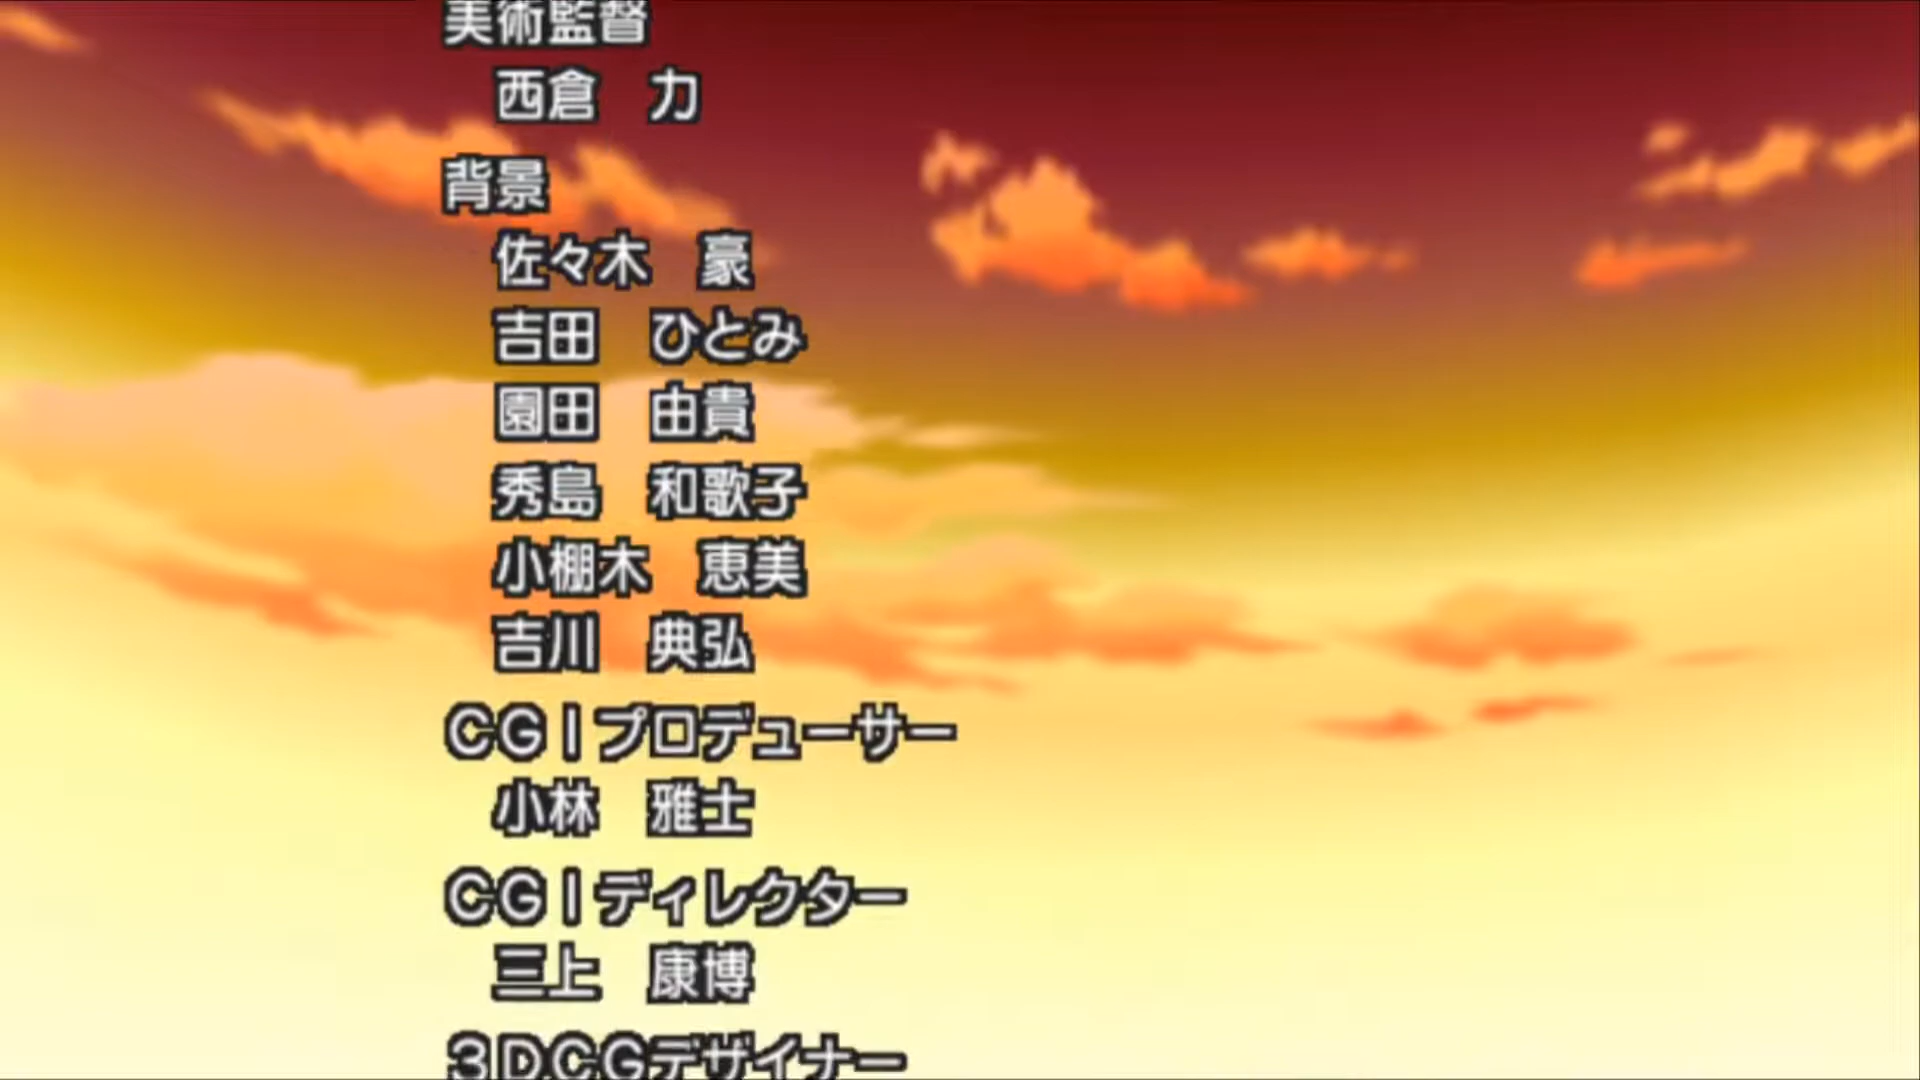 美術監督
西倉　力
背景
佐々木　豪
吉田　ひとみ
園田　由貴
秀島　和歌子
小棚木　恵美
吉川　典弘
CGIプロデューサー
小林　雅士
CGIディレクター
三上　康博
3DCGデザイナー